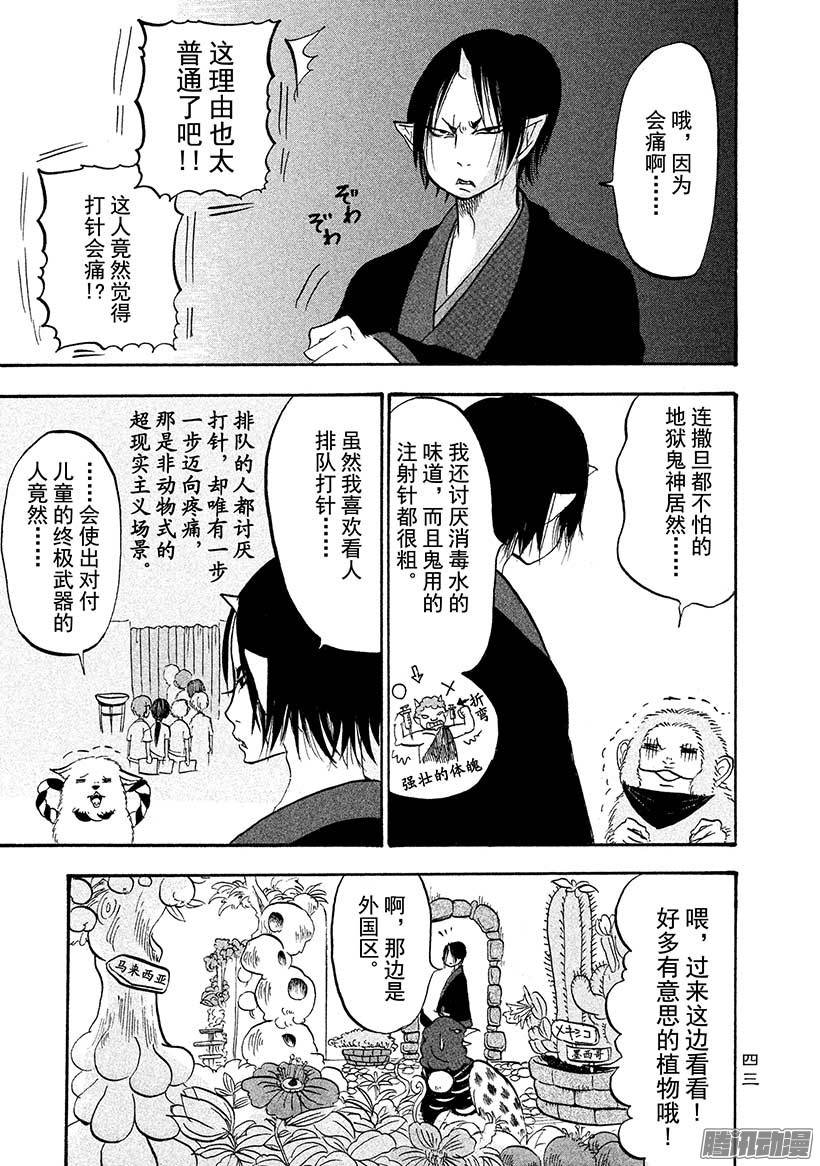 哦，因为
会痛啊……
这理由也太
普通了吧！！
ぞわ
ぞわ
这人竟然觉得
打针会痛！？
连撒旦都不怕的
地狱鬼神居然……
我还讨厌消毒水的
味道，而且鬼用的
注射针都很粗。
折弯
强壮的体魄
虽然我喜欢看人
排队打针……
排队的人都讨厌
打针，却唯有一步
一步迈向疼痛，
那是非动物式的
超现实主义场景。
……会使出对付
儿童的终极武器的
人竟然……
喂，过来这边看看！
好多有意思的植物哦！
メキシコ
墨西哥
啊，那边是
外国区。
马来西亚
四三
腾讯动漫